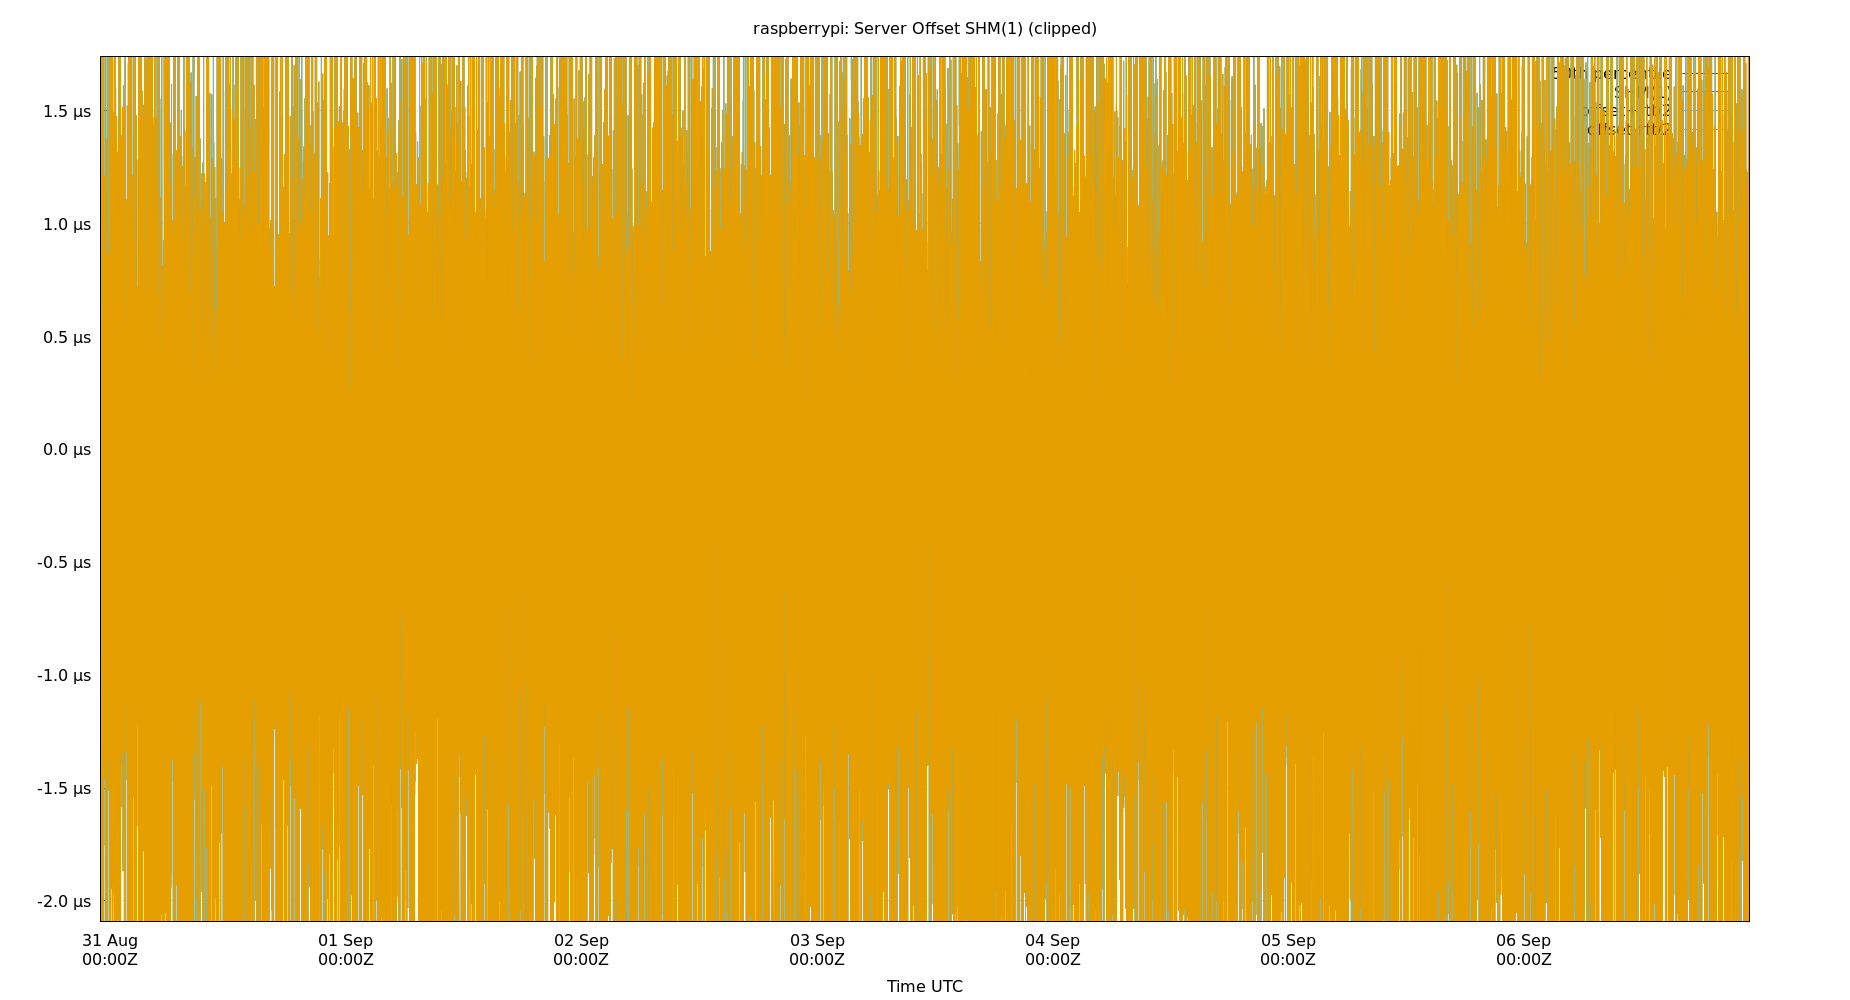 raspberrypi: Server Offset SHM(1) (clipped)
1.5 µs
1.0 µs
0.5 µs
0.0 µs
-0.5 µs
-1.0 µs
-1.5 µs
-2.0 µs
31 Aug 01 Sep 02 Sep 03 Sep 04 Sep 05 Sep 06 Sep
00:00Z 00:00Z 00:00Z 00:00Z 00:00Z 00:00Z 00:00Z
Time UTC